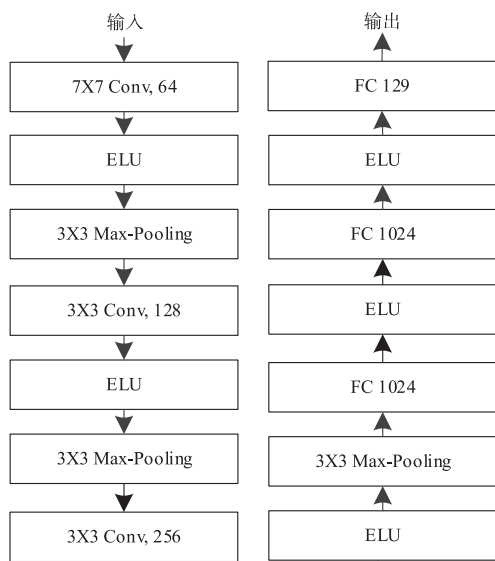 输入
7X7 Conv, 64
ELU
3X3 Max-Pooling
3X3 Conv, 128
ELU
3X3 Max-Pooling
3X3 Conv, 256
输出
FC 129
ELU
FC 1024
ELU
FC 1024
3X3 Max-Pooling
ELU